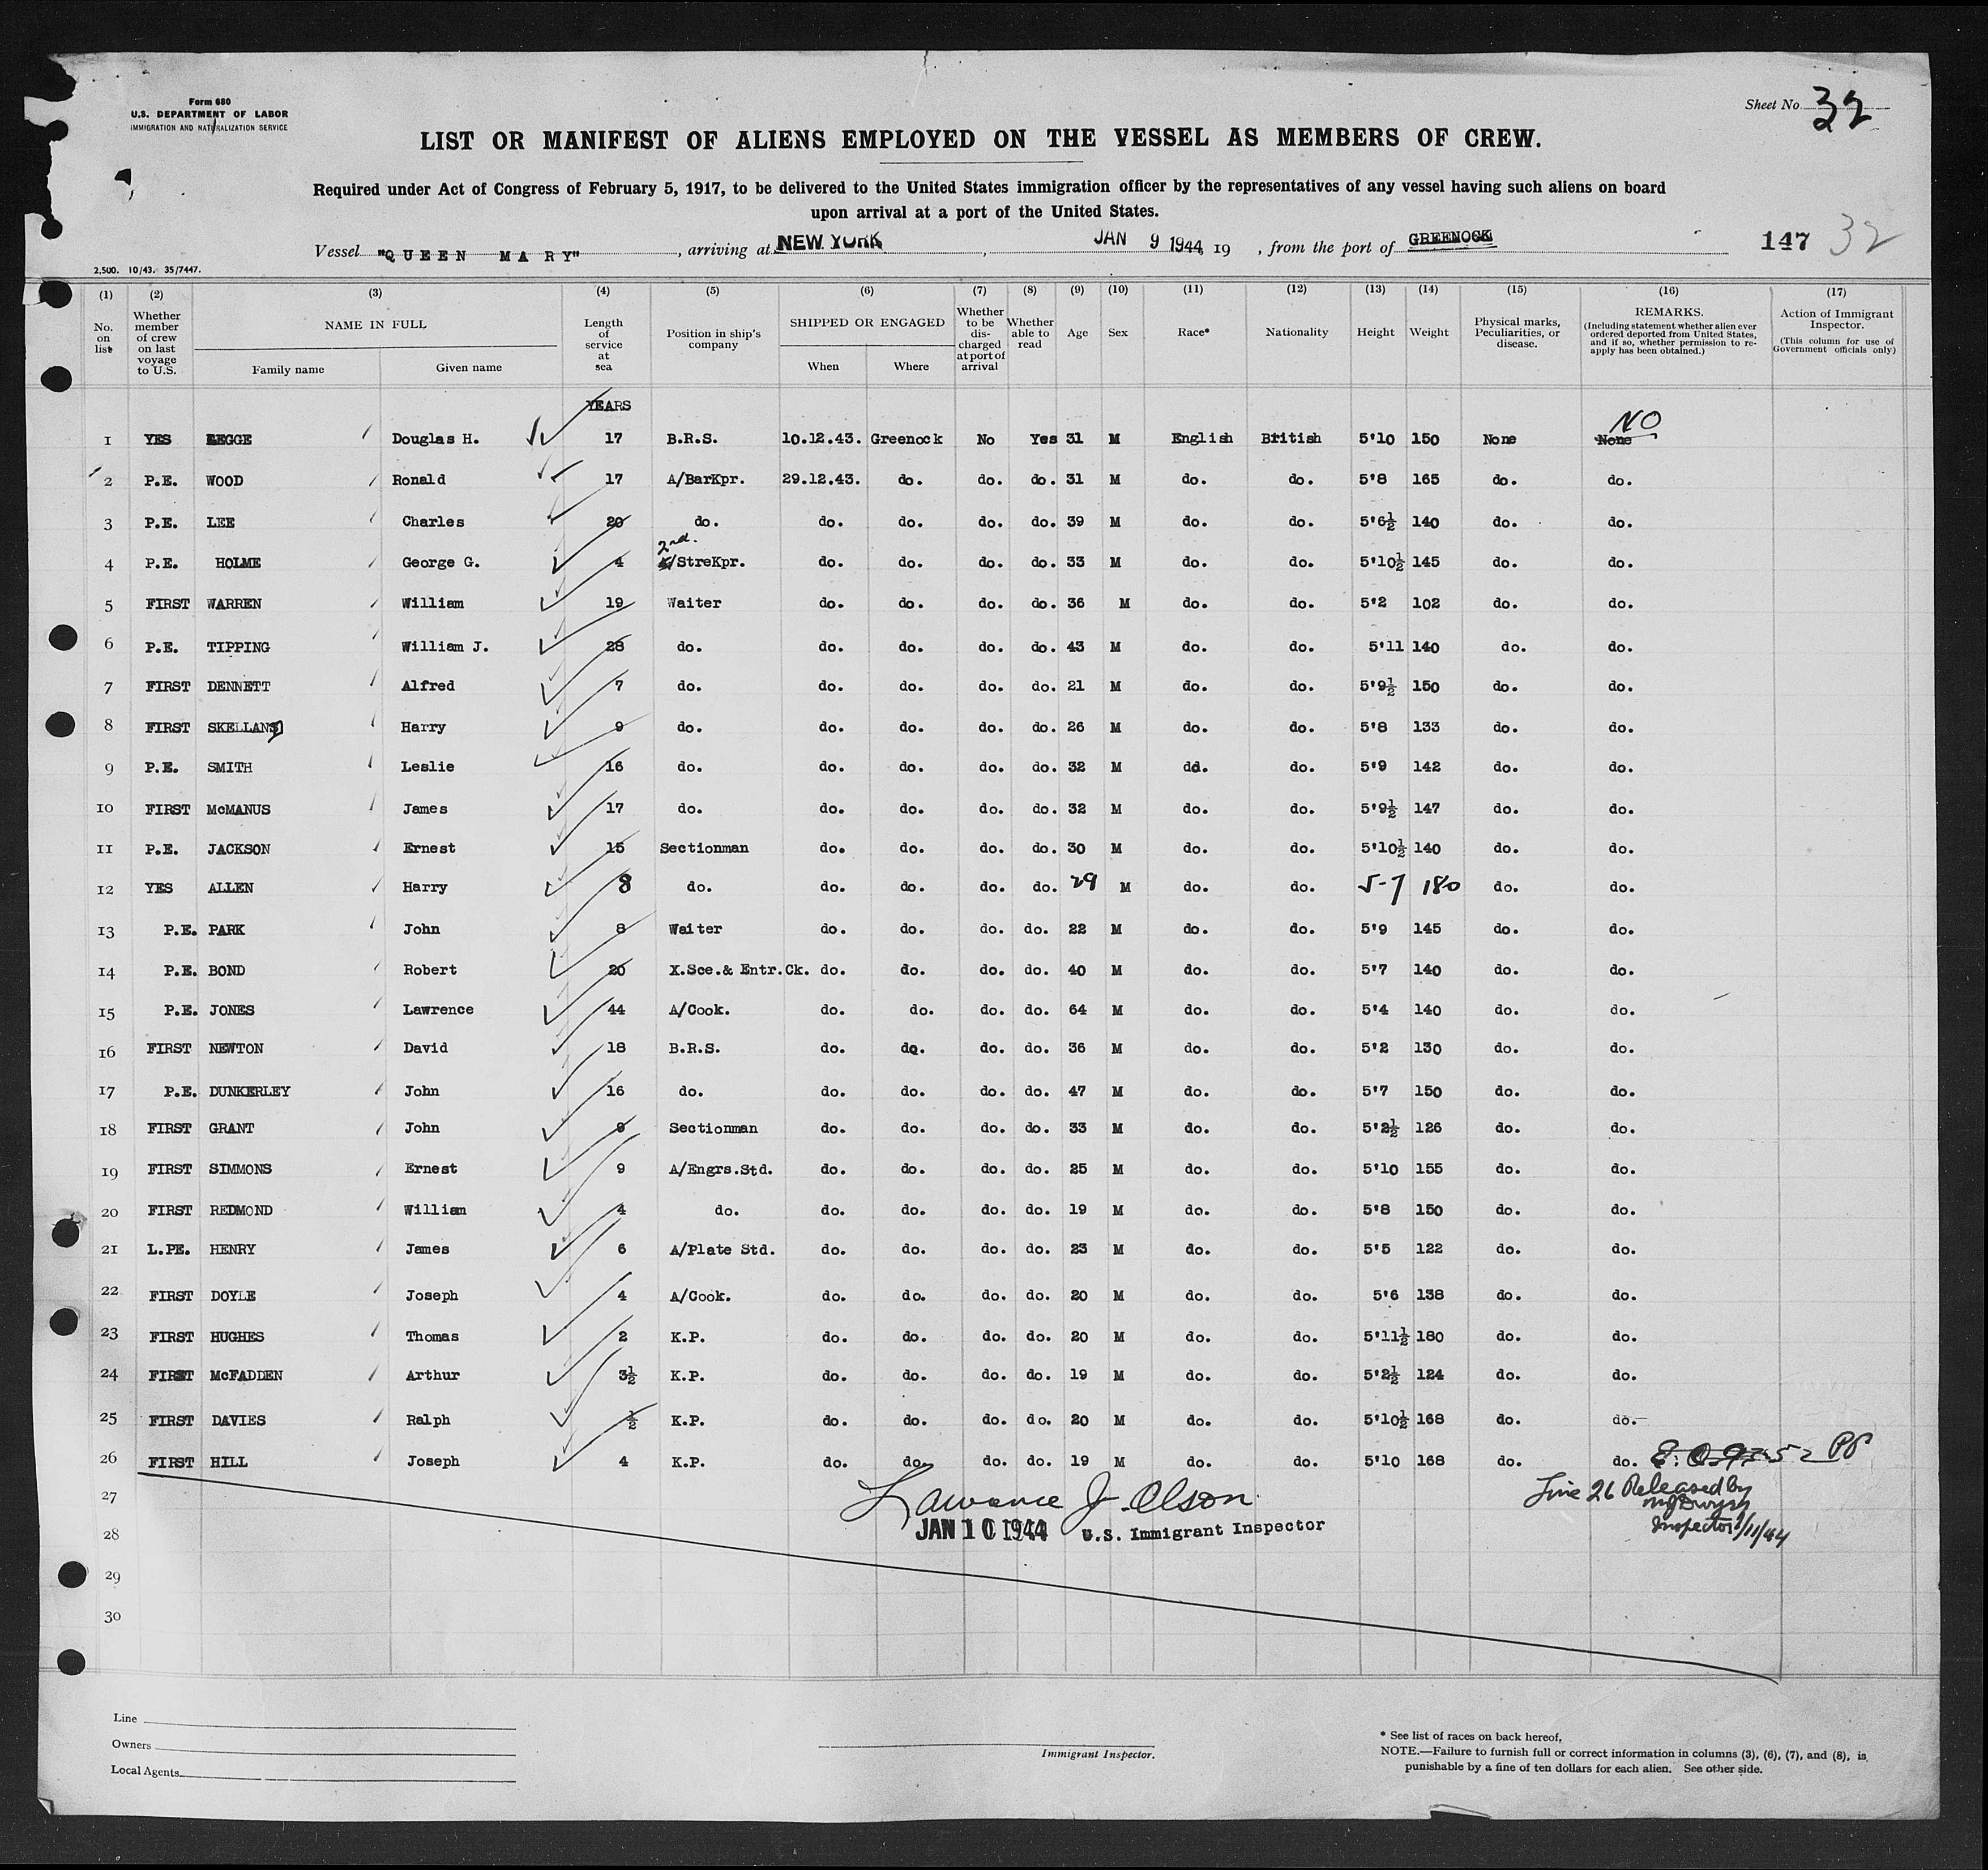 Form 680
U.S. DEPARTMENT OF LABOR
IMMIGRATION AND NATURALIZATION SERVICE
Sheet No. 32
LIST OR MANIFEST OF ALIENS EMPLOYED ON THE VESSEL AS MEMBERS OF CREW.
Required under Act of Congress of February 5, 1917, to be delivered to the United States immigration officer by the representatives of any vessel having such aliens on board
upon arrival at a port of the United States.
Vessel "QUEEN MARY", arriving at NEW YORK, JAN 9 1944, 19 , from the port of GREENOCK 147 32
2,500. 10/43. 35/7447.
(1) (2) (3) (4) (5) (6) (7) (8) (9) (10) (11) (12) (13) (14) (15) (16) (17)
No. on list
Whether member of crew on last voyage to U.S.
NAME IN FULL
Family name Given name
Length of service at sea
Position in ship's company
SHIPPED OR ENGAGED
When Where
Whether to be discharged at port of arrival
Whether able to read
Age
Sex
Race*
Nationality
Height
Weight
Physical marks, Peculiarities, or disease.
REMARKS.
(Including statement whether alien ever ordered deported from United States, and if so, whether permission to re-apply has been obtained.)
Action of Immigrant Inspector.
(This column for use of Government officials only)
YEARS
NO
1 YES LEGGE Douglas H. 17 B.R.S. 10.12.43. Greenock No Yes 31 M English British 5'10 150 None None
2 P.E. WOOD Ronald 17 A/BarKpr. 29.12.43. do. do. do. 31 M do. do. 5'8 165 do. do.
3 P.E. LEE Charles 20 do. do. do. do. do. 39 M do. do. 5'6½ 140 do. do.
2nd.
4 P.E. HOLME George G. 4 /StreKpr. do. do. do. do. 33 M do. do. 5'10½ 145 do. do.
5 FIRST WARREN William 19 Waiter do. do. do. do. 36 M do. do. 5'2 102 do. do.
6 P.E. TIPPING William J. 28 do. do. do. do. do. 43 M do. do. 5'11 140 do. do.
7 FIRST DENNETT Alfred 7 do. do. do. do. do. 21 M do. do. 5'9½ 150 do. do.
8 FIRST SKELLAND Harry 9 do. do. do. do. do. 26 M do. do. 5'8 133 do. do.
9 P.E. SMITH Leslie 16 do. do. do. do. do. 32 M dd. do. 5'9 142 do. do.
10 FIRST McMANUS James 17 do. do. do. do. do. 32 M do. do. 5'9½ 147 do. do.
11 P.E. JACKSON Ernest 15 Sectionman do. do. do. do. 30 M do. do. 5'10½ 140 do. do.
12 YES ALLEN Harry 8 do. do. do. do. do. 29 M do. do. 5-7 180 do. do.
13 P.E. PARK John 8 Waiter do. do. do. do. 22 M do. do. 5'9 145 do. do.
14 P.E. BOND Robert 20 X.Sce.& Entr.Ck. do. do. do. do. 40 M do. do. 5'7 140 do. do.
15 P.E. JONES Lawrence 44 A/Cook. do. do. do. do. 64 M do. do. 5'4 140 do. do.
16 FIRST NEWTON David 18 B.R.S. do. do. do. do. 36 M do. do. 5'2 130 do. do.
17 P.E. DUNKERLEY John 16 do. do. do. do. do. 47 M do. do. 5'7 150 do. do.
18 FIRST GRANT John 9 Sectionman do. do. do. do. 33 M do. do. 5'2½ 126 do. do.
19 FIRST SIMMONS Ernest 9 A/Engrs.Std. do. do. do. do. 25 M do. do. 5'10 155 do. do.
20 FIRST REDMOND William 4 do. do. do. do. do. 19 M do. do. 5'8 150 do. do.
21 L.PE. HENRY James 6 A/Plate Std. do. do. do. do. 23 M do. do. 5'5 122 do. do.
22 FIRST DOYLE Joseph 4 A/Cook. do. do. do. do. 20 M do. do. 5'6 138 do. do.
23 FIRST HUGHES Thomas 2 K.P. do. do. do. do. 20 M do. do. 5'11½ 180 do. do.
24 FIRST McFADDEN Arthur 3½ K.P. do. do. do. do. 19 M do. do. 5'2½ 124 do. do.
25 FIRST DAVIES Ralph ½ K.P. do. do. do. do. 20 M do. do. 5'10½ 168 do. do.
26 FIRST HILL Joseph 4 K.P. do. do. do. do. 19 M do. do. 5'10 168 do. do. PP
27 Lawrence J. Olson Line 26 Released by
28 JAN 10 1944 U.S. Immigrant Inspector Inspector 1/11/44
29
30
Line
Owners
Local Agents
Immigrant Inspector.
* See list of races on back hereof,
NOTE.—Failure to furnish full or correct information in columns (3), (6), (7), and (8), is
punishable by a fine of ten dollars for each alien. See other side.